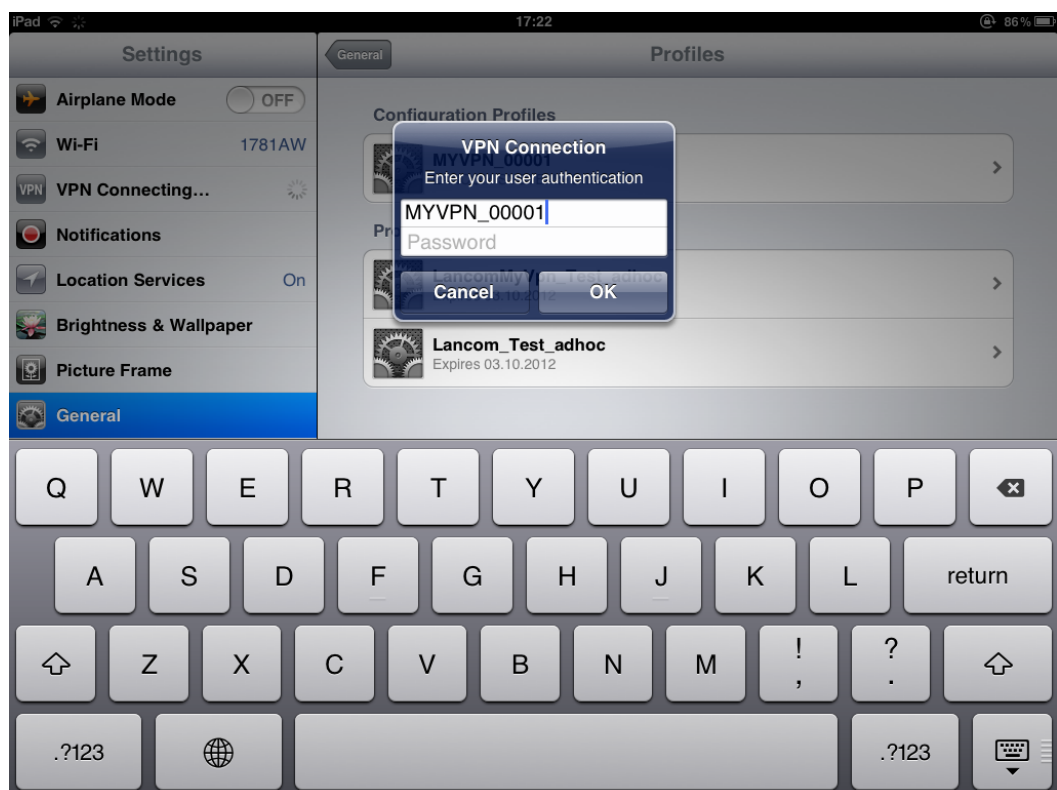 iPad 17:22 86%
Settings
General Profiles
Airplane Mode OFF
Wi-Fi 1781AW
VPN VPN Connecting...
Notifications
Location Services On
Brightness & Wallpaper
Picture Frame
General
Configuration Profiles
MYVPN_00001
VPN Connection
Enter your user authentication
MYVPN_00001
Password
Cancel OK
LancomMyVpn_Test_adhoc
Lancom_Test_adhoc
Expires 03.10.2012
Q W E R T Y U I O P
A S D F G H J K L return
Z X C V B N M ! , ? .
.?123 .?123